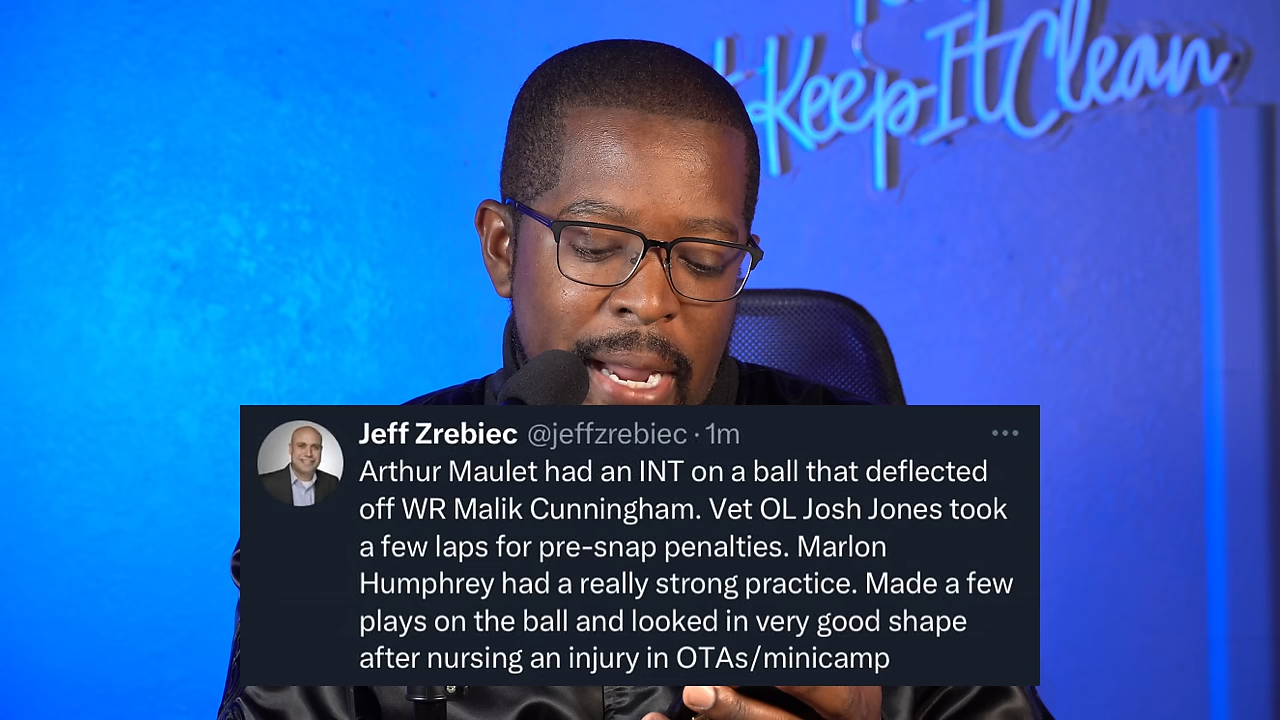 #KeepItClean
Jeff Zrebiec @jeffzrebiec · 1m
Arthur Maulet had an INT on a ball that deflected
off WR Malik Cunningham. Vet OL Josh Jones took
a few laps for pre-snap penalties. Marlon
Humphrey had a really strong practice. Made a few
plays on the ball and looked in very good shape
after nursing an injury in OTAs/minicamp